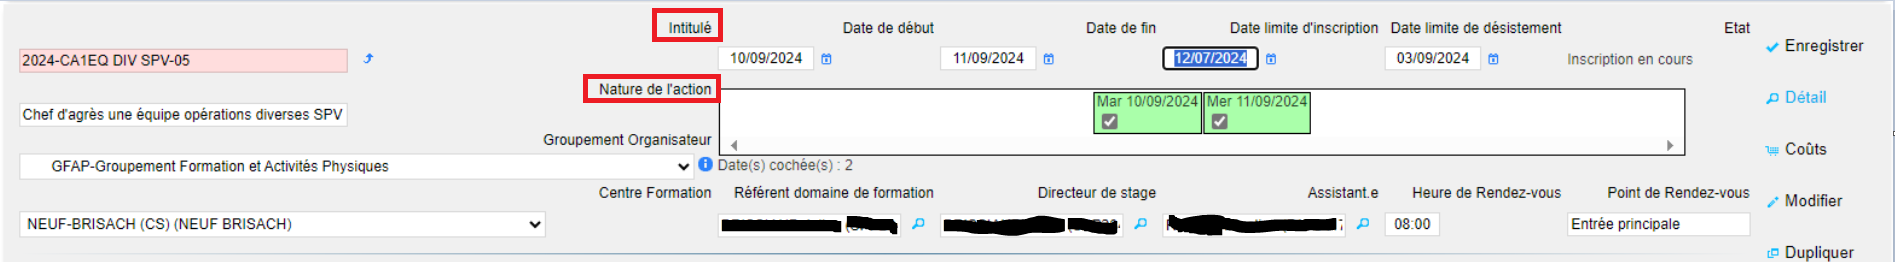 Intitulé Date de début Date de fin Date limite d'inscription Date limite de désistement Etat
2024-CA1EQ DIV SPV-05 10/09/2024 11/09/2024 12/07/2024 03/09/2024 Inscription en cours
Enregistrer
Nature de l'action
Mar 10/09/2024 Mer 11/09/2024
Détail
Chef d'agrès une équipe opérations diverses SPV
Groupement Organisateur
Coûts
GFAP-Groupement Formation et Activités Physiques Date(s) cochée(s) : 2
Centre Formation Référent domaine de formation Directeur de stage Assistant.e Heure de Rendez-vous Point de Rendez-vous
Modifier
NEUF-BRISACH (CS) (NEUF BRISACH) 08:00 Entrée principale
Dupliquer